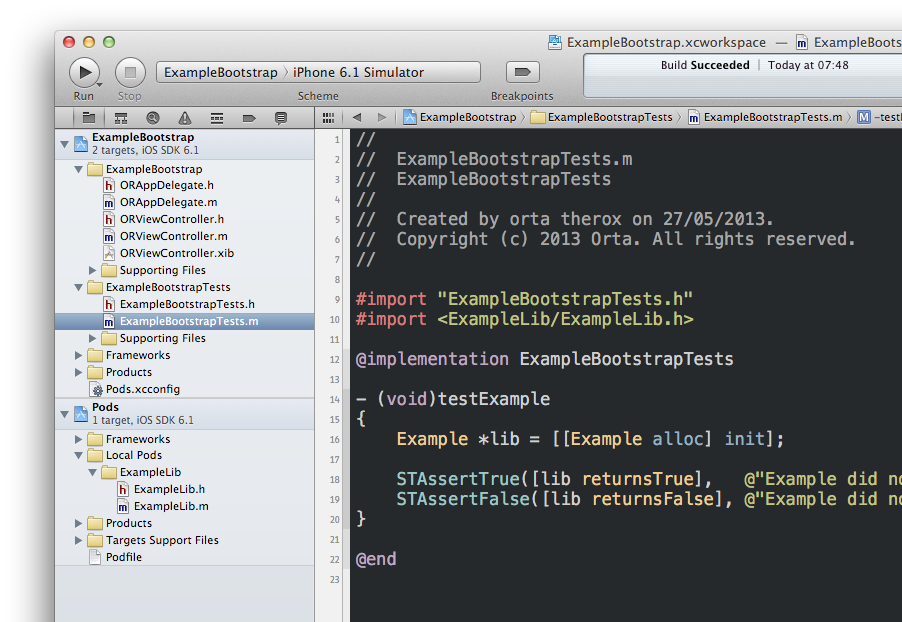 ExampleBootstrap.xcworkspace — ExampleBoots
Run Stop
ExampleBootstrap 〉 iPhone 6.1 Simulator
Scheme
Breakpoints
Build Succeeded | Today at 07:48
ExampleBootstrap 〉 ExampleBootstrapTests 〉 ExampleBootstrapTests.m 〉 M -test
ExampleBootstrap
2 targets, iOS SDK 6.1
ExampleBootstrap
h ORAppDelegate.h
m ORAppDelegate.m
h ORViewController.h
m ORViewController.m
ORViewController.xib
Supporting Files
ExampleBootstrapTests
h ExampleBootstrapTests.h
m ExampleBootstrapTests.m
Supporting Files
Frameworks
Products
Pods.xcconfig
Pods
1 target, iOS SDK 6.1
Frameworks
Local Pods
ExampleLib
h ExampleLib.h
m ExampleLib.m
Products
Targets Support Files
Podfile
1 //
2 //  ExampleBootstrapTests.m
3 //  ExampleBootstrapTests
4 //
5 //  Created by orta therox on 27/05/2013.
6 //  Copyright (c) 2013 Orta. All rights reserved.
7 //
8
9 #import "ExampleBootstrapTests.h"
10 #import <ExampleLib/ExampleLib.h>
11
12 @implementation ExampleBootstrapTests
13
14 - (void)testExample
15 {
16     Example *lib = [[Example alloc] init];
17
18     STAssertTrue([lib returnsTrue],   @"Example did no
19     STAssertFalse([lib returnsFalse], @"Example did no
20 }
21
22 @end
23